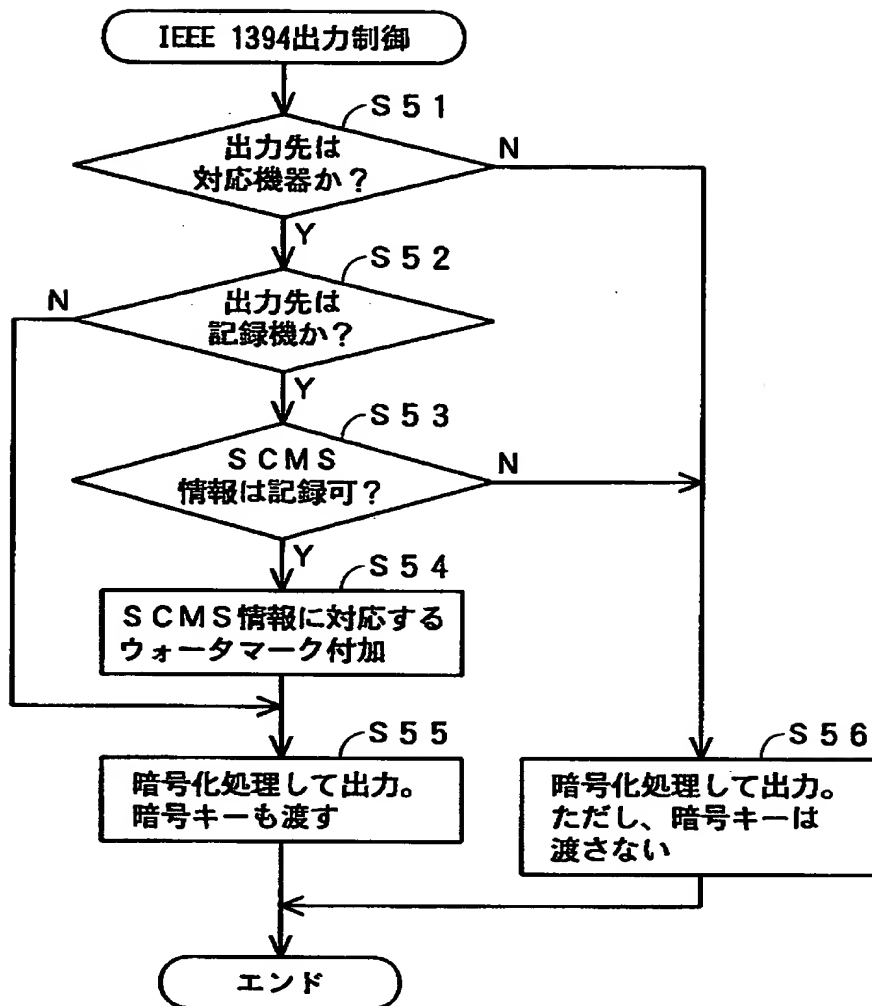 IEEE 1394出力制御
S51
出力先は
対応機器か？
N
Y
S52
N
出力先は
記録機か？
Y
S53
SCMS
情報は記録可？
N
Y
S54
SCMS情報に対応する
ウォータマーク付加
S55
暗号化処理して出力。
暗号キーも渡す
S56
暗号化処理して出力。
ただし、暗号キーは
渡さない
エンド